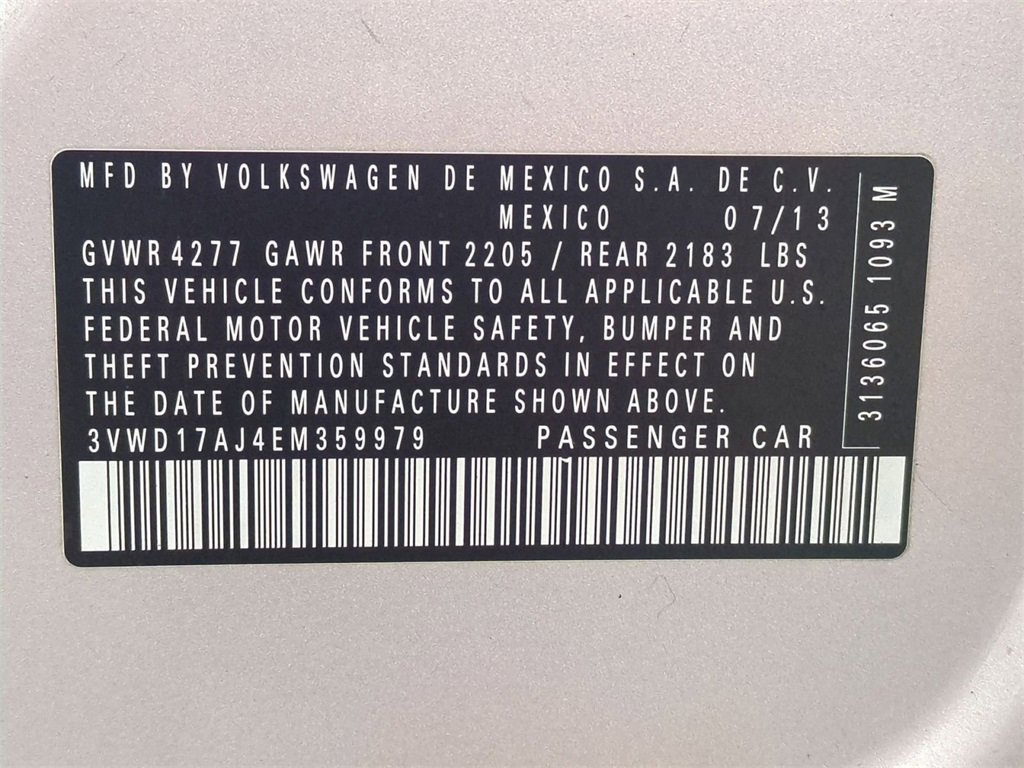 MFD BY VOLKSWAGEN DE MEXICO S.A. DE C.V.
MEXICO 07/13
GVWR 4277 GAWR FRONT 2205 / REAR 2183 LBS
THIS VEHICLE CONFORMS TO ALL APPLICABLE U.S.
FEDERAL MOTOR VEHICLE SAFETY, BUMPER AND
THEFT PREVENTION STANDARDS IN EFFECT ON
THE DATE OF MANUFACTURE SHOWN ABOVE.
3VWD17AJ4EM359979 PASSENGER CAR
3136065 1093 M